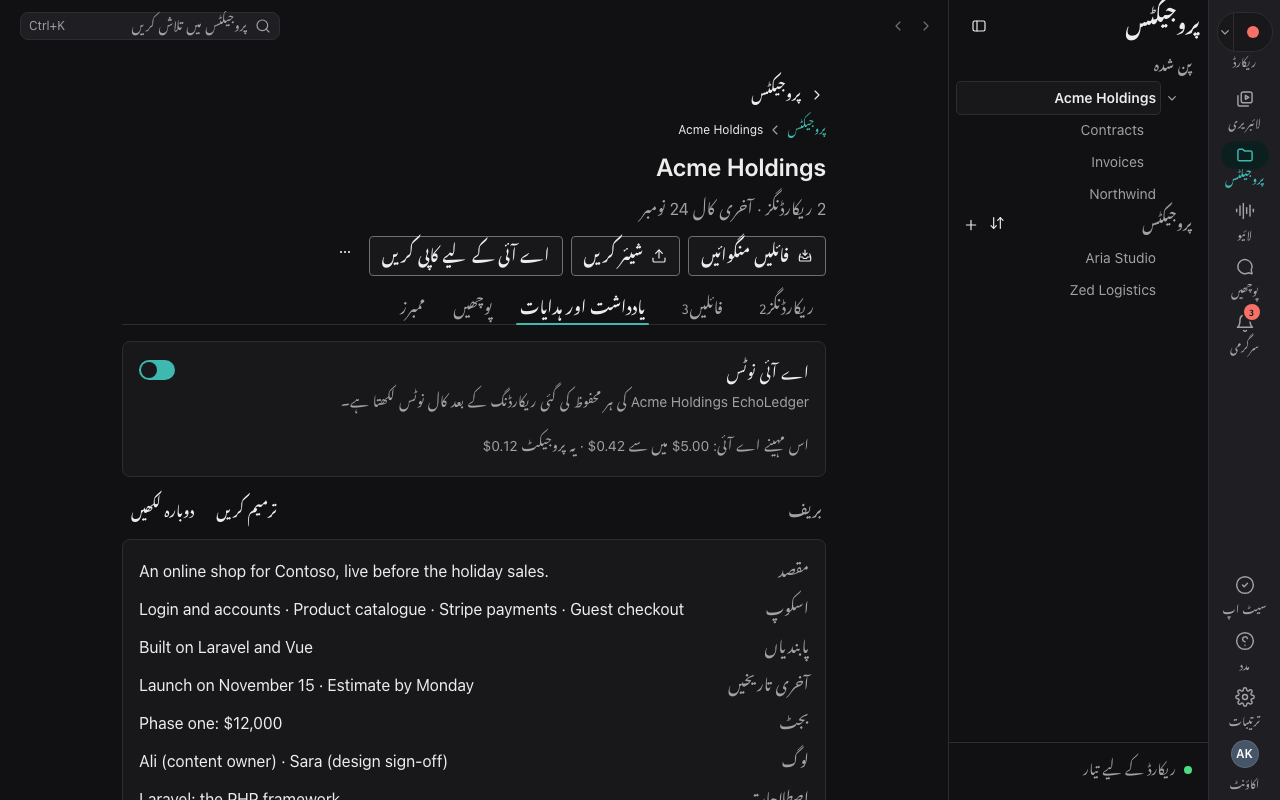 ریکارڈ
لائبریری
پروجیکٹس
لائیو
پوچھیں
3
سرگرمی
سیٹ اپ
مدد
ترتیبات
AK
اکاؤنٹ
پروجیکٹس
پن شدہ
Acme Holdings
Contracts
Invoices
Northwind
پروجیکٹس
Aria Studio
Zed Logistics
ریکارڈ کے لیے تیار
پروجیکٹس میں تلاش کریں Ctrl+K
پروجیکٹس
پروجیکٹس Acme Holdings
Acme Holdings
2 ریکارڈنگز · آخری کال 24 نومبر
فائلیں منگوائیں شیئر کریں اے آئی کے لیے کاپی کریں ...
ریکارڈنگز2 فائلیں3 یادداشت اور ہدایات پوچھیں ممبرز
اے آئی نوٹس
Acme Holdings EchoLedger کی ہر محفوظ کی گئی ریکارڈنگ کے بعد کال نوٹس لکھتا ہے۔
اس مہینے اے آئی: $5.00 میں سے $0.42 · یہ پروجیکٹ $0.12
بریف ترمیم کریں دوبارہ لکھیں
مقصد An online shop for Contoso, live before the holiday sales.
اسکوپ Login and accounts · Product catalogue · Stripe payments · Guest checkout
پابندیاں Built on Laravel and Vue
آخری تاریخیں Launch on November 15 · Estimate by Monday
بجٹ Phase one: $12,000
لوگ Ali (content owner) · Sara (design sign-off)
اصطلاحات Laravel: the PHP framework